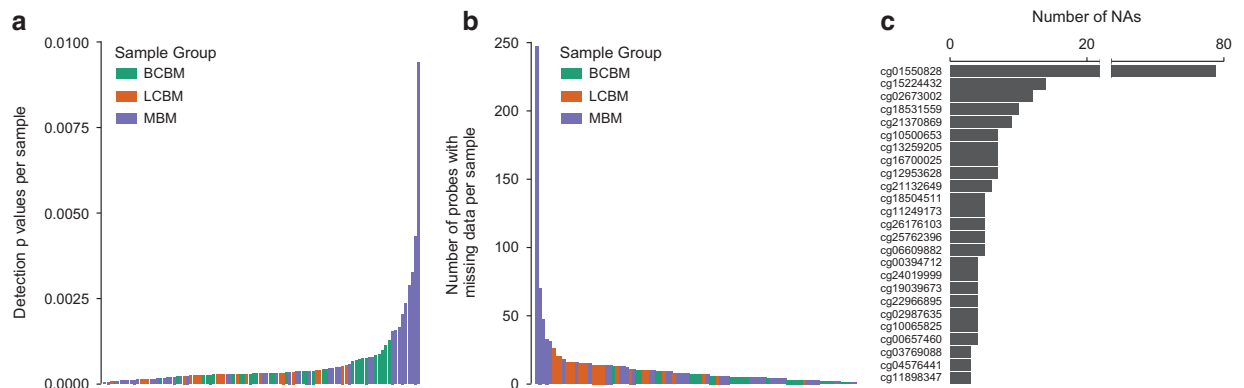 a
Detection p values per sample
0.0100
0.0075
0.0050
0.0025
0.0000
Sample Group
BCBM
LCBM
MBM
b
Number of probes with
missing data per sample
250
200
150
100
50
0
Sample Group
BCBM
LCBM
MBM
c
Number of NAs
0
20
80
cg01550828
cg15224432
cg02673002
cg18531559
cg21370869
cg10500653
cg13259205
cg16700025
cg12953628
cg21132649
cg18504511
cg11249173
cg26176103
cg25762396
cg06609882
cg00394712
cg24019999
cg19039673
cg22966895
cg02987635
cg10065825
cg00657460
cg03769088
cg04576441
cg11898347